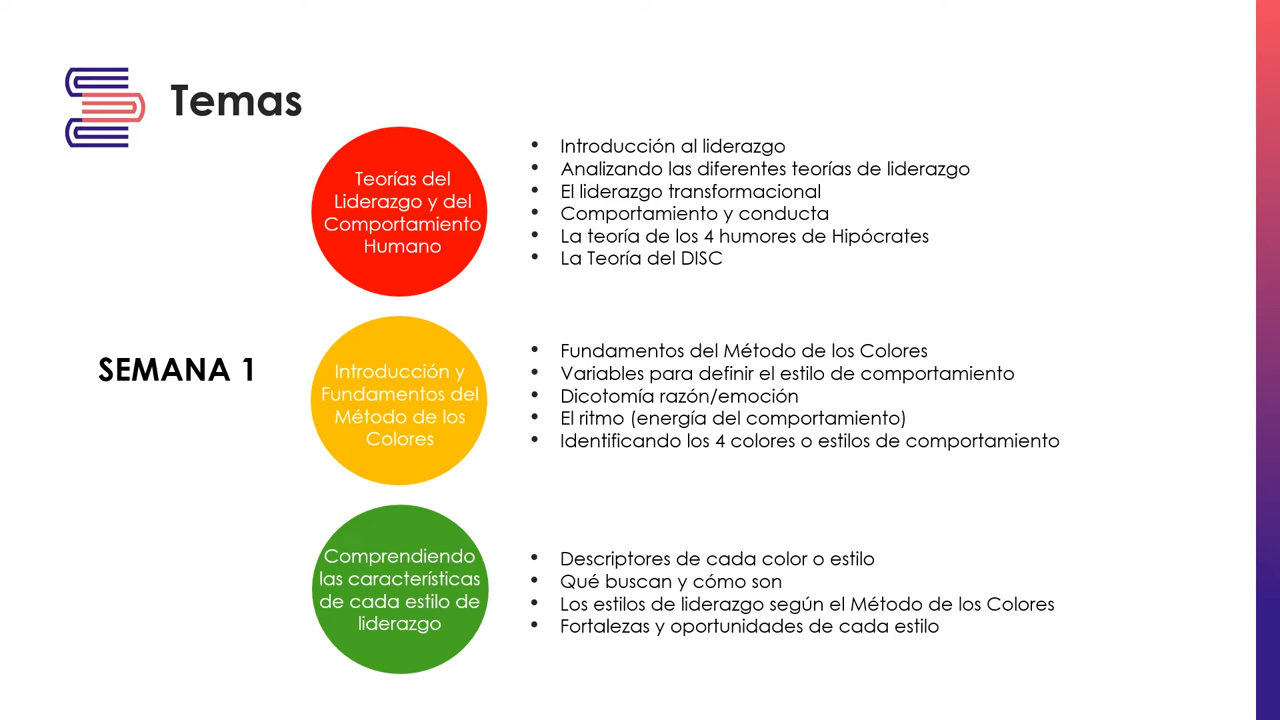 Temas
Teorías del
Liderazgo y del
Comportamiento
Humano
• Introducción al liderazgo
• Analizando las diferentes teorías de liderazgo
• El liderazgo transformacional
• Comportamiento y conducta
• La teoría de los 4 humores de Hipócrates
• La Teoría del DISC
SEMANA 1
Introducción y
Fundamentos del
Método de los
Colores
• Fundamentos del Método de los Colores
• Variables para definir el estilo de comportamiento
• Dicotomía razón/emoción
• El ritmo (energía del comportamiento)
• Identificando los 4 colores o estilos de comportamiento
Comprendiendo
las características
de cada estilo de
liderazgo
• Descriptores de cada color o estilo
• Qué buscan y cómo son
• Los estilos de liderazgo según el Método de los Colores
• Fortalezas y oportunidades de cada estilo